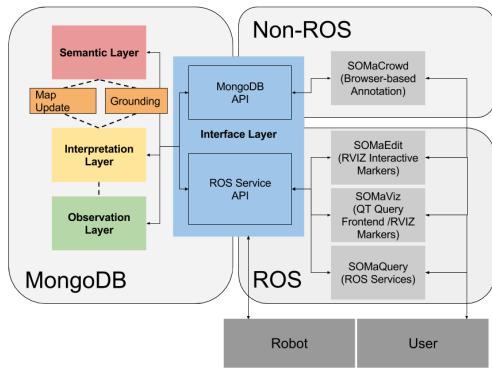 Semantic Layer
Map
Update
Grounding
Interpretation
Layer
Observation
Layer
MongoDB
MongoDB
API
Interface Layer
ROS Service
API
Non-ROS
SOMaCrowd
(Browser-based
Annotation)
SOMaEdit
(RVIZ Interactive
Markers)
SOMaViz
(QT Query
Frontend /RVIZ
Markers)
SOMaQuery
(ROS Services)
ROS
Robot
User